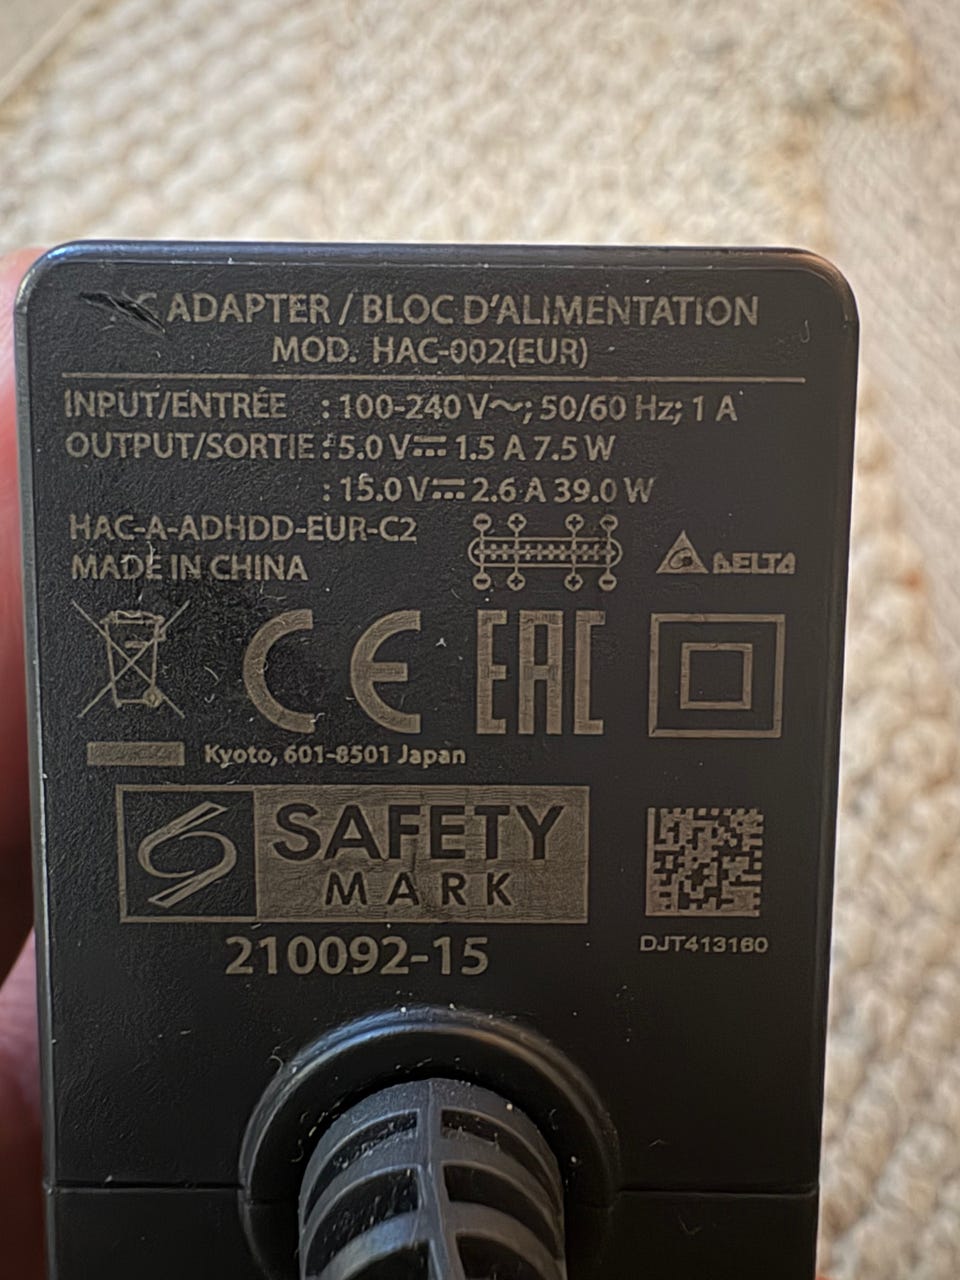 C ADAPTER / BLOC D'ALIMENTATION
MOD. HAC-002(EUR)
INPUT/ENTRÉE : 100-240 V~; 50/60 Hz; 1 A
OUTPUT/SORTIE : 5.0 V⎓ 1.5 A 7.5 W
: 15.0 V⎓ 2.6 A 39.0 W
HAC-A-ADHDD-EUR-C2
MADE IN CHINA
DELTA
CE EAC
Kyoto, 601-8501 Japan
SAFETY
MARK
210092-15
DJT413160